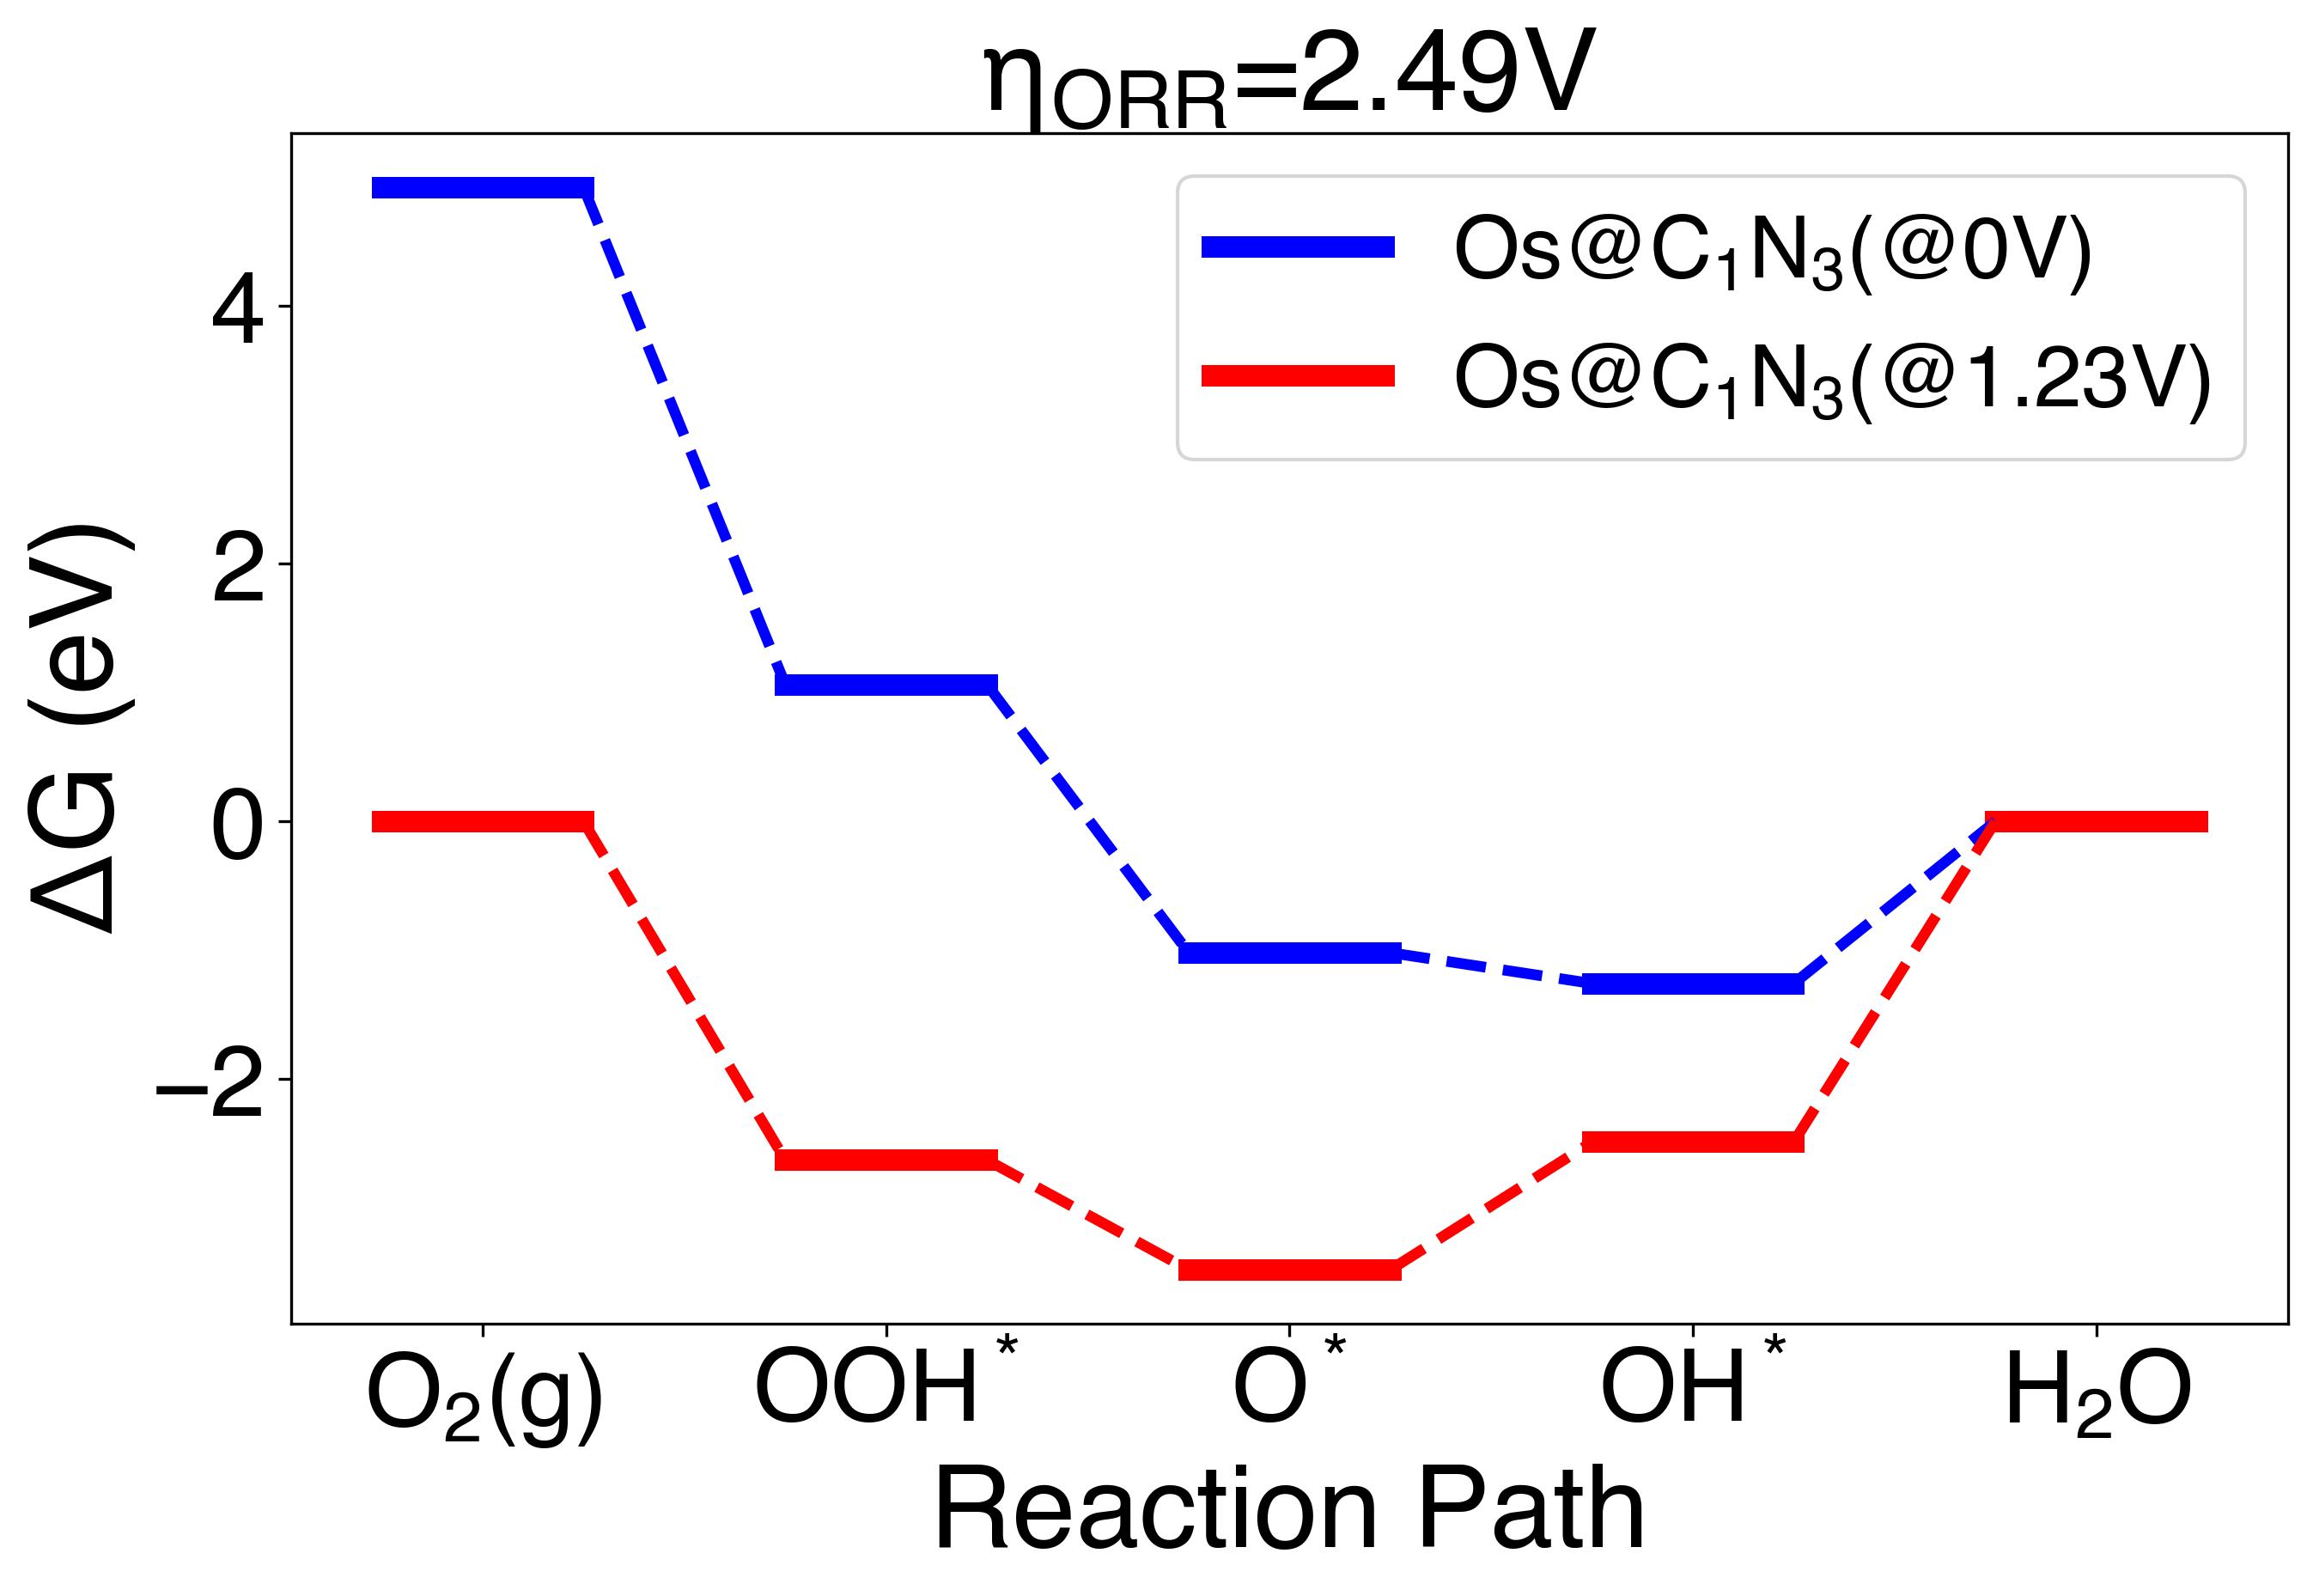 η_ORR=2.49V
Os@C₁N₃(@0V)
Os@C₁N₃(@1.23V)
ΔG (eV)
4
2
0
−2
O₂(g) OOH* O* OH* H₂O
Reaction Path